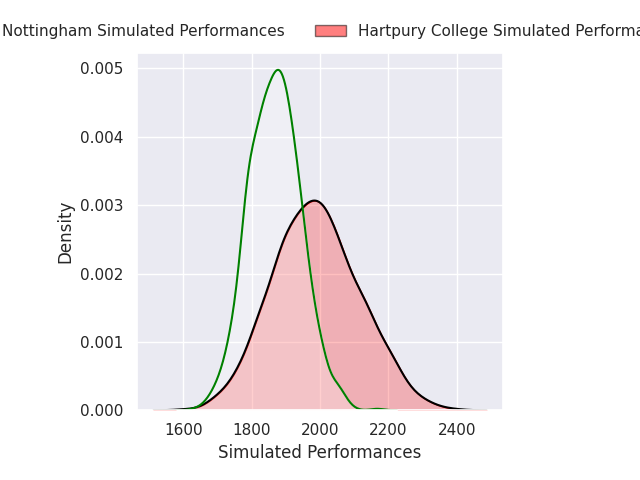 Nottingham Simulated Performances
Hartpury College Simulated Performa
0.005
0.004
0.003
0.002
0.001
0.000
Density
1600 1800 2000 2200 2400
Simulated Performances